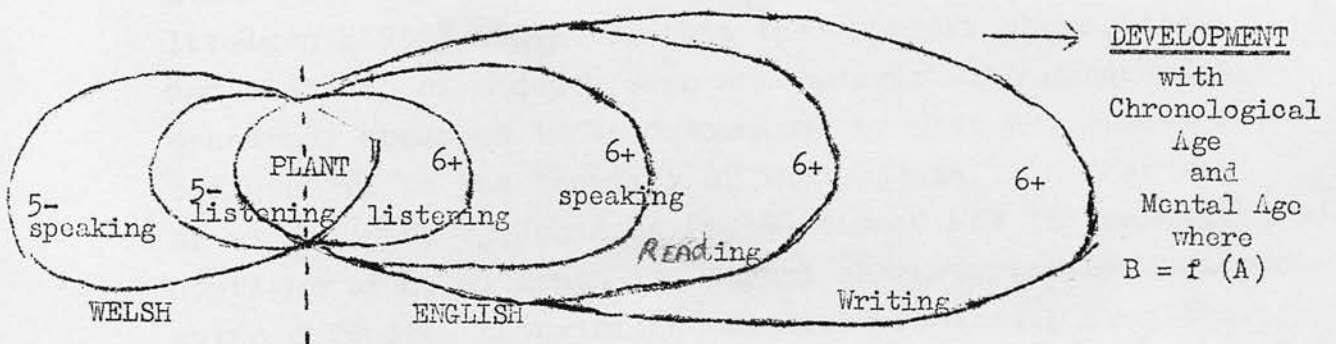 DEVELOPMENT
with
Chronological
Age
and
Mental Age
where
B = f (A)
PLANT
5-
speaking
5-
listening
6+
listening
6+
speaking
6+
Reading
6+
Writing
WELSH
ENGLISH